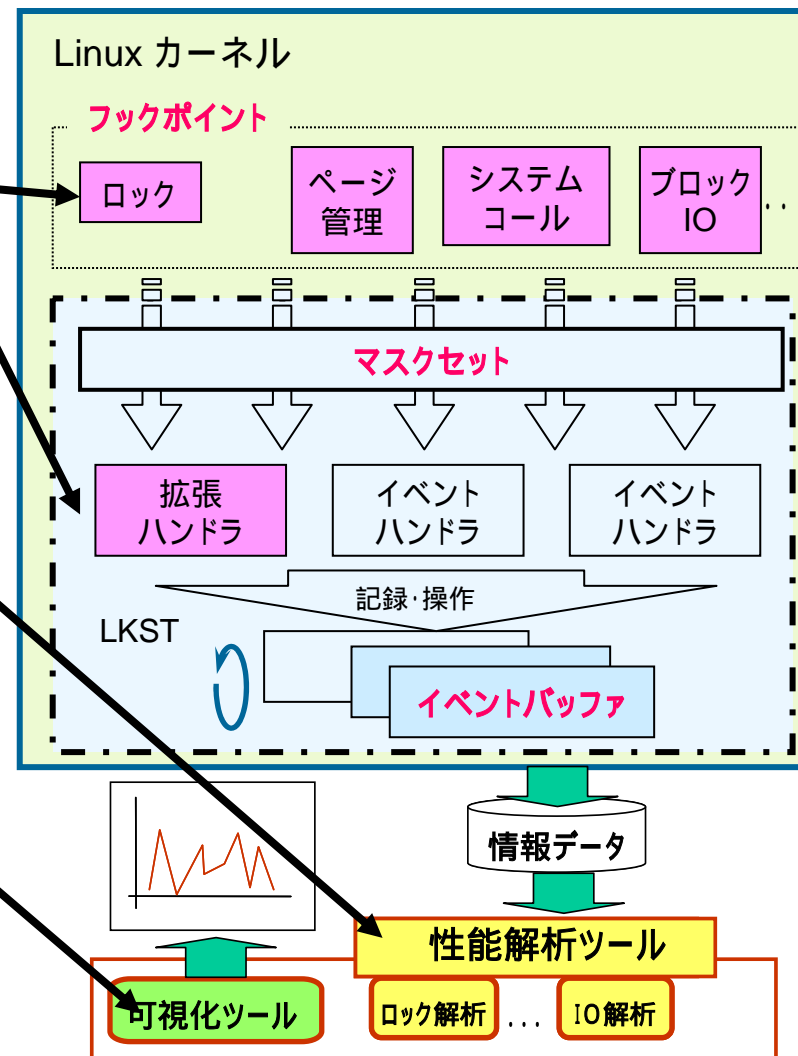 Linux カーネル
フックポイント
ロック
ページ
管理
システム
コール
ブロック
IO
..
マスクセット
拡張
ハンドラ
イベント
ハンドラ
イベント
ハンドラ
記録・操作
LKST
イベントバッファ
情報データ
性能解析ツール
可視化ツール
ロック解析
...
IO解析